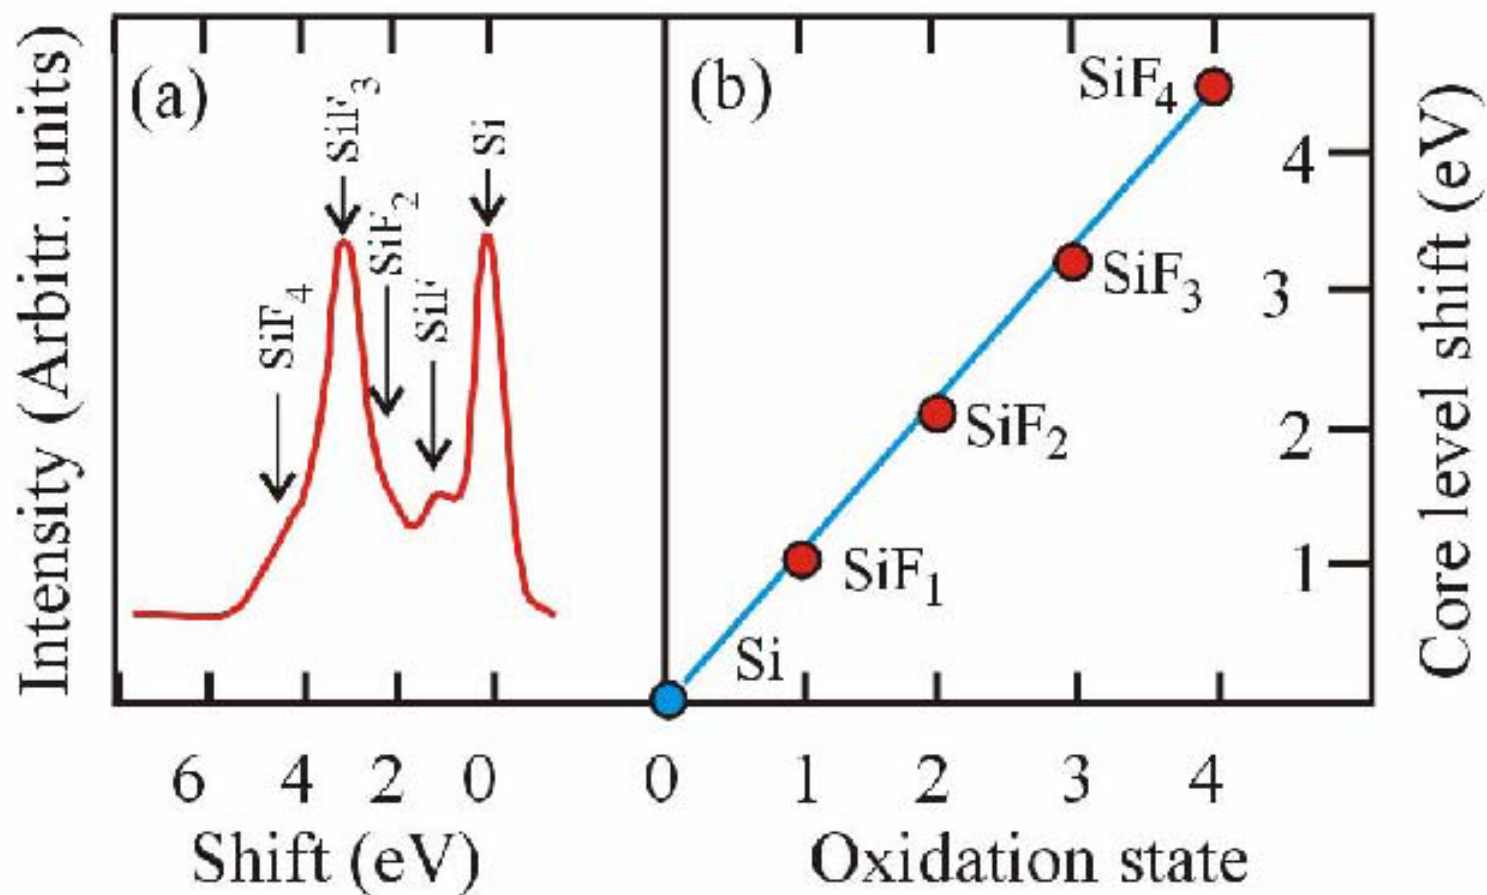 Intensity (Arbitr. units)
(a)
SiF4
SiF3
SiF2
SiF
Si
6 4 2 0
Shift (eV)
(b)
SiF4
SiF3
SiF2
SiF1
Si
4
3
2
1
0 1 2 3 4
Oxidation state
Core level shift (eV)